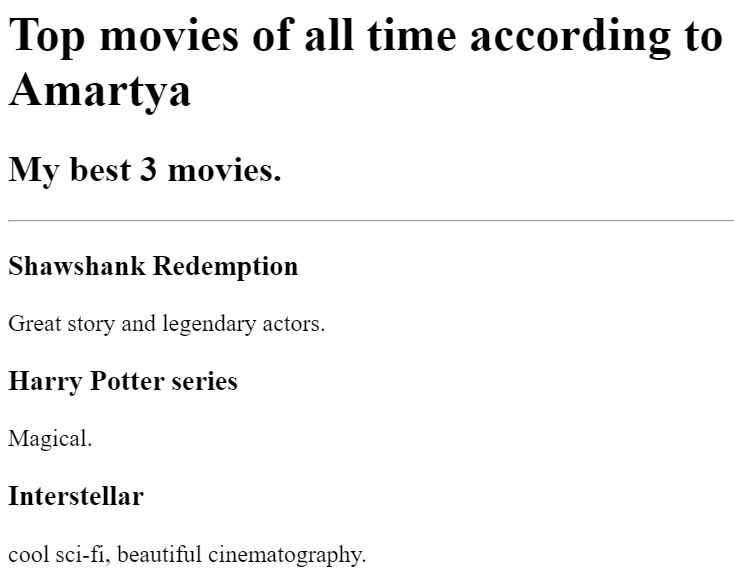 Top movies of all time according to
Amartya
My best 3 movies.
Shawshank Redemption
Great story and legendary actors.
Harry Potter series
Magical.
Interstellar
cool sci-fi, beautiful cinematography.